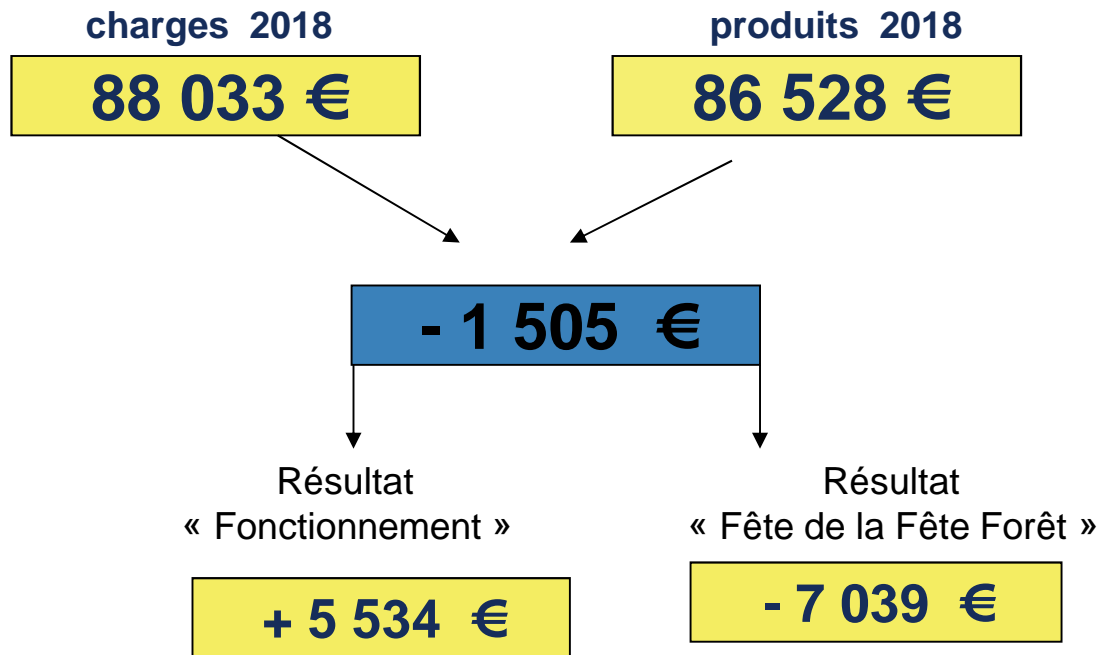 charges 2018
produits 2018
88 033 €
86 528 €
- 1 505 €
Résultat
« Fonctionnement »
Résultat
« Fête de la Fête Forêt »
+ 5 534 €
- 7 039 €